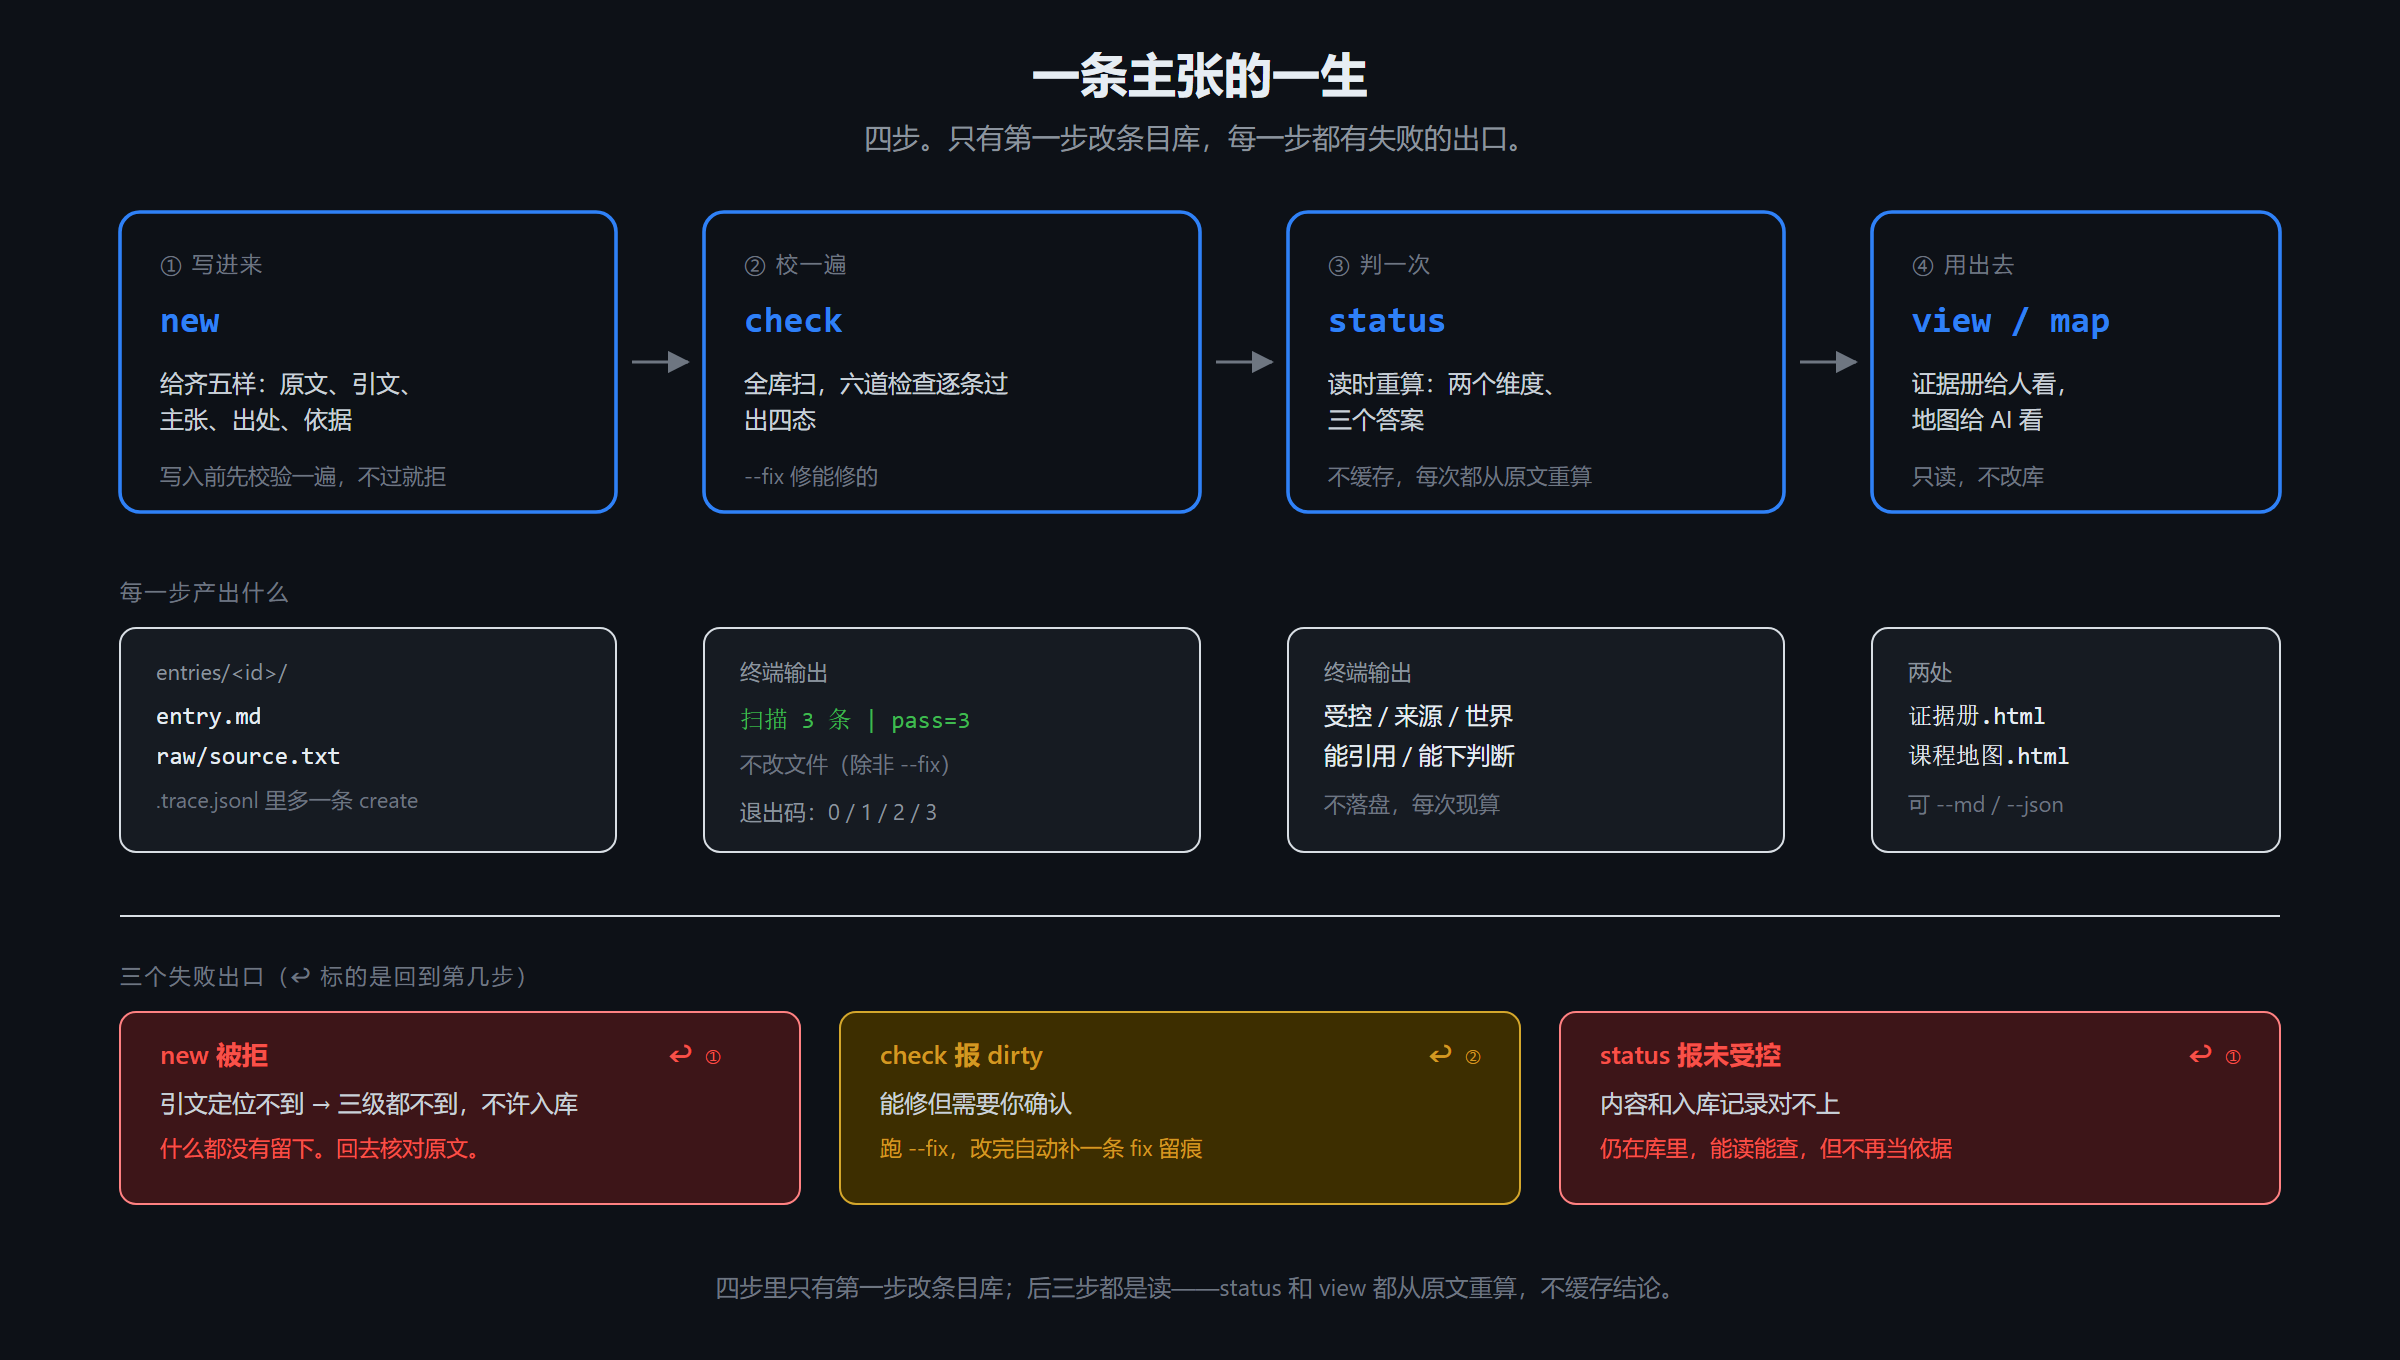 一条主张的一生
四步。只有第一步改条目库，每一步都有失败的出口。
① 写进来
new
给齐五样：原文、引文、
主张、出处、依据
写入前先校验一遍，不过就拒
② 校一遍
check
全库扫，六道检查逐条过
出四态
--fix 修能修的
③ 判一次
status
读时重算：两个维度、
三个答案
不缓存，每次都从原文重算
④ 用出去
view / map
证据册给人看，
地图给 AI 看
只读，不改库
每一步产出什么
entries/<id>/
entry.md
raw/source.txt
.trace.jsonl 里多一条 create
终端输出
扫描 3 条 | pass=3
不改文件（除非 --fix）
退出码：0 / 1 / 2 / 3
终端输出
受控 / 来源 / 世界
能引用 / 能下判断
不落盘，每次现算
两处
证据册.html
课程地图.html
可 --md / --json
三个失败出口（↩ 标的是回到第几步）
new 被拒 ↩ ①
引文定位不到 → 三级都不到，不许入库
什么都没有留下。回去核对原文。
check 报 dirty ↩ ②
能修但需要你确认
跑 --fix，改完自动补一条 fix 留痕
status 报未受控 ↩ ①
内容和入库记录对不上
仍在库里，能读能查，但不再当依据
四步里只有第一步改条目库；后三步都是读——status 和 view 都从原文重算，不缓存结论。